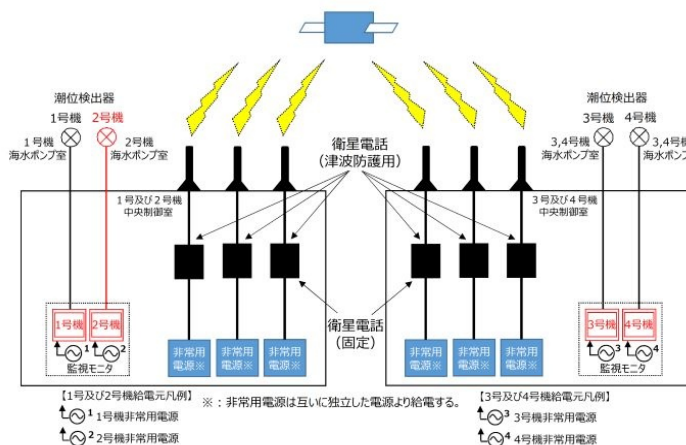 潮位検出器
1号機
2号機
1号機
海水ポンプ室
2号機
海水ポンプ室
1号及び2号機
中央制御室
衛星電話
（津波防護用）
潮位検出器
3号機
4号機
3,4号機
海水ポンプ室
3,4号機
海水ポンプ
3号及び4号機
中央制御室
衛星電話
（固定）
1号機
2号機
1
2
監視モニタ
非常用
電源※
非常用
電源※
非常用
電源※
非常用
電源※
非常用
電源※
非常用
電源※
3号機
4号機
3
4
監視モニタ
【1号及び2号機給電元凡例】
1 1号機非常用電源
2 2号機非常用電源
※：非常用電源は互いに独立した電源より給電する。
【3号及び4号機給電元凡例】
3 3号機非常用電源
4 4号機非常用電源